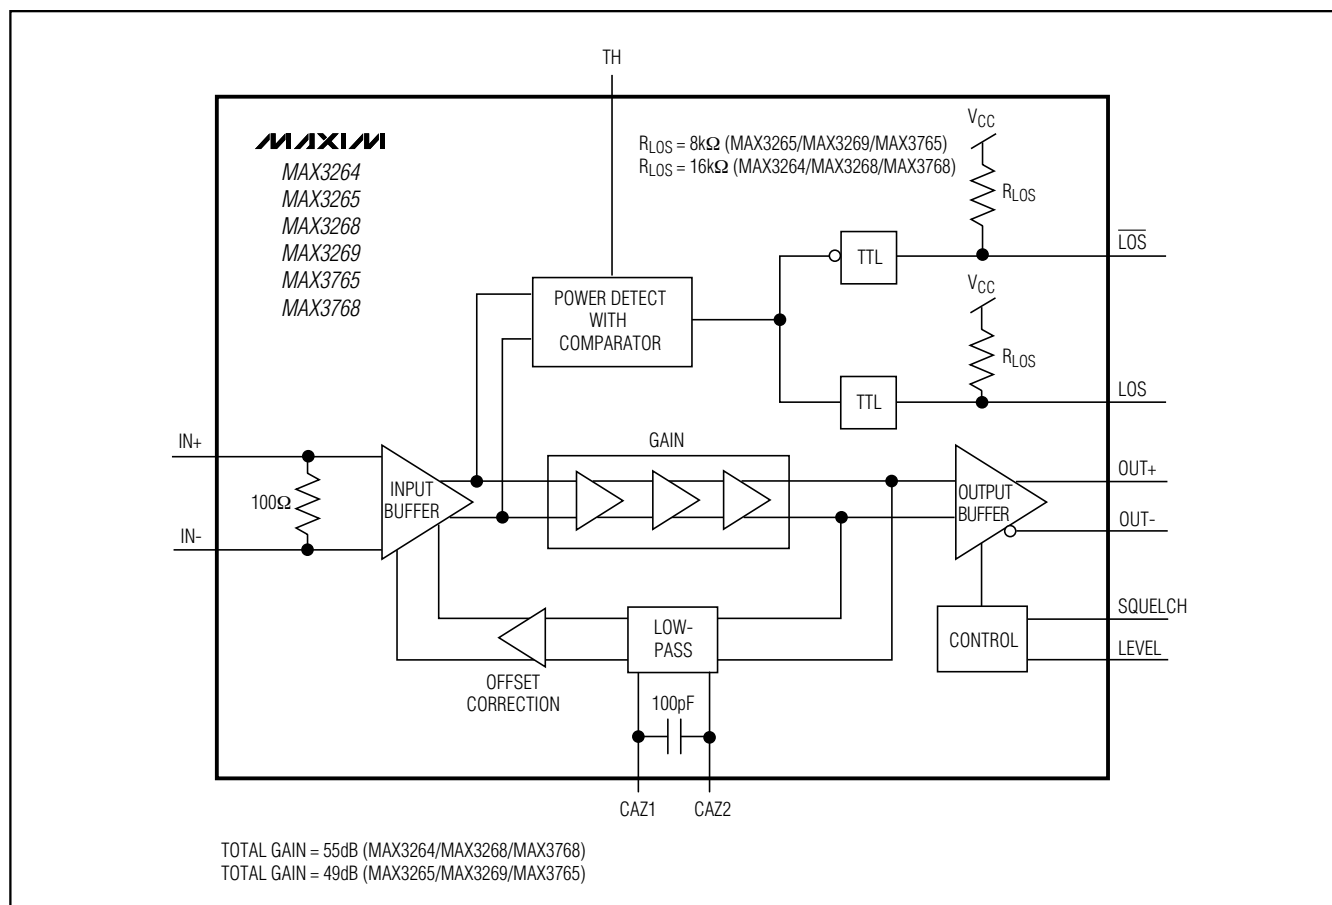 TH
MAXIM
MAX3264
MAX3265
MAX3268
MAX3269
MAX3765
MAX3768
RLOS = 8kΩ (MAX3265/MAX3269/MAX3765)
RLOS = 16kΩ (MAX3264/MAX3268/MAX3768)
VCC
RLOS
LOS
TTL
POWER DETECT
WITH
COMPARATOR
VCC
RLOS
LOS
TTL
IN+
100Ω
IN-
INPUT
BUFFER
GAIN
OUTPUT
BUFFER
OUT+
OUT-
SQUELCH
LEVEL
CONTROL
LOW-
PASS
OFFSET
CORRECTION
100pF
CAZ1
CAZ2
TOTAL GAIN = 55dB (MAX3264/MAX3268/MAX3768)
TOTAL GAIN = 49dB (MAX3265/MAX3269/MAX3765)